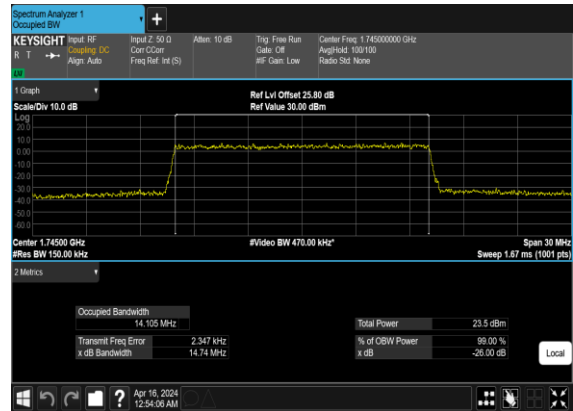 Spectrum Analyzer 1
Occupied BW
+
KEYSIGHT
R T
LU
Input: RF
Coupling: DC
Align: Auto
Input Z: 50 Ω
Corr CCorr
Freq Ref: Int (S)
Atten: 10 dB
Trig: Free Run
Gate: Off
#IF Gain: Low
Center Freq: 1.745000000 GHz
Avg|Hold: 100/100
Radio Std: None
1 Graph
Scale/Div 10.0 dB
Ref Lvl Offset 25.80 dB
Ref Value 30.00 dBm
Log
20.0
10.0
0.00
-10.0
-20.0
-30.0
-40.0
-50.0
-60.0
Center 1.74500 GHz
#Res BW 150.00 kHz
#Video BW 470.00 kHz*
Span 30 MHz
Sweep 1.67 ms (1001 pts)
2 Metrics
Occupied Bandwidth
14.105 MHz
Transmit Freq Error 2.347 kHz
x dB Bandwidth 14.74 MHz
Total Power 23.5 dBm
% of OBW Power 99.00 %
x dB -26.00 dB
Local
?
Apr 16, 2024
12:54:06 AM